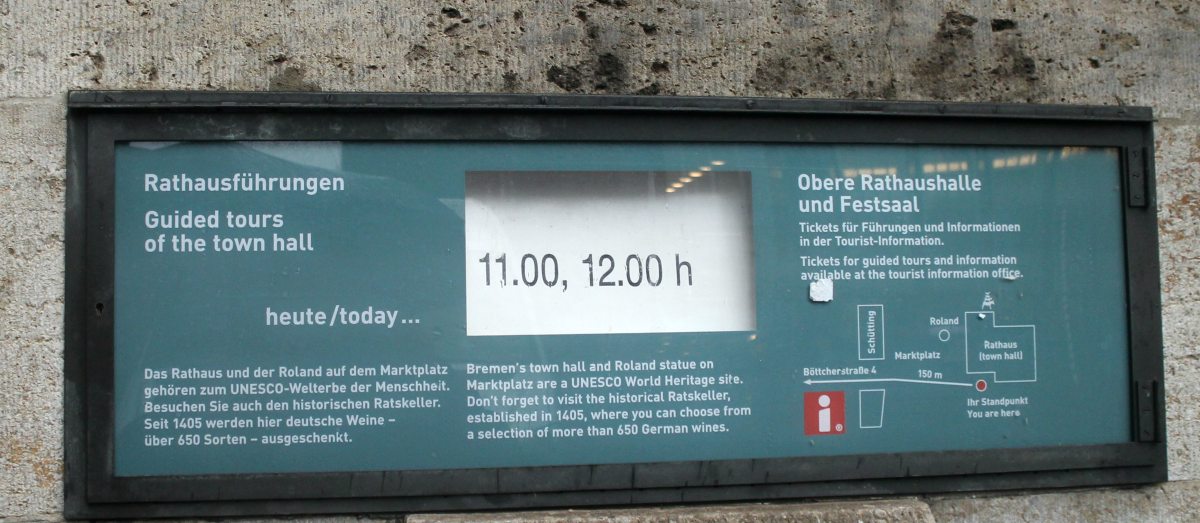 Rathausführungen
Guided tours
of the town hall
heute/today...
11.00, 12.00 h
Das Rathaus und der Roland auf dem Marktplatz
gehören zum UNESCO-Welterbe der Menschheit.
Besuchen Sie auch den historischen Ratskeller.
Seit 1405 werden hier deutsche Weine –
über 650 Sorten – ausgeschenkt.
Bremen's town hall and Roland statue on
Marktplatz are a UNESCO World Heritage site.
Don't forget to visit the historical Ratskeller,
established in 1405, where you can choose from
a selection of more than 650 German wines.
Obere Rathaushalle
und Festsaal
Tickets für Führungen und Informationen
in der Tourist-Information.
Tickets for guided tours and information
available at the tourist information office.
Schütting
Roland
Rathaus
(town hall)
Marktplatz
Böttcherstraße 4
150 m
Ihr Standpunkt
You are here
i®